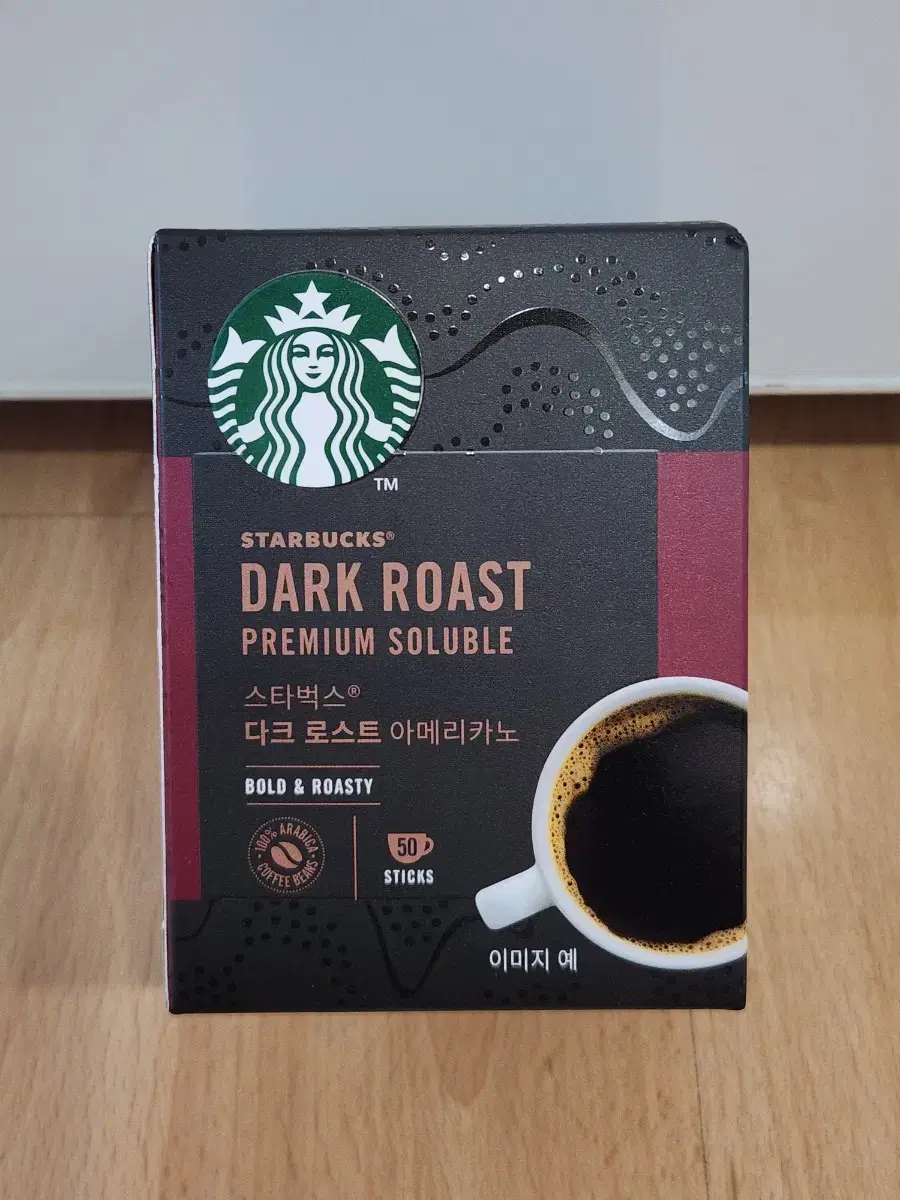 TM
STARBUCKS®
DARK ROAST
PREMIUM SOLUBLE
스타벅스®
다크 로스트 아메리카노
BOLD & ROASTY
100% ARABICA
COFFEE BEANS
50
STICKS
이미지 예